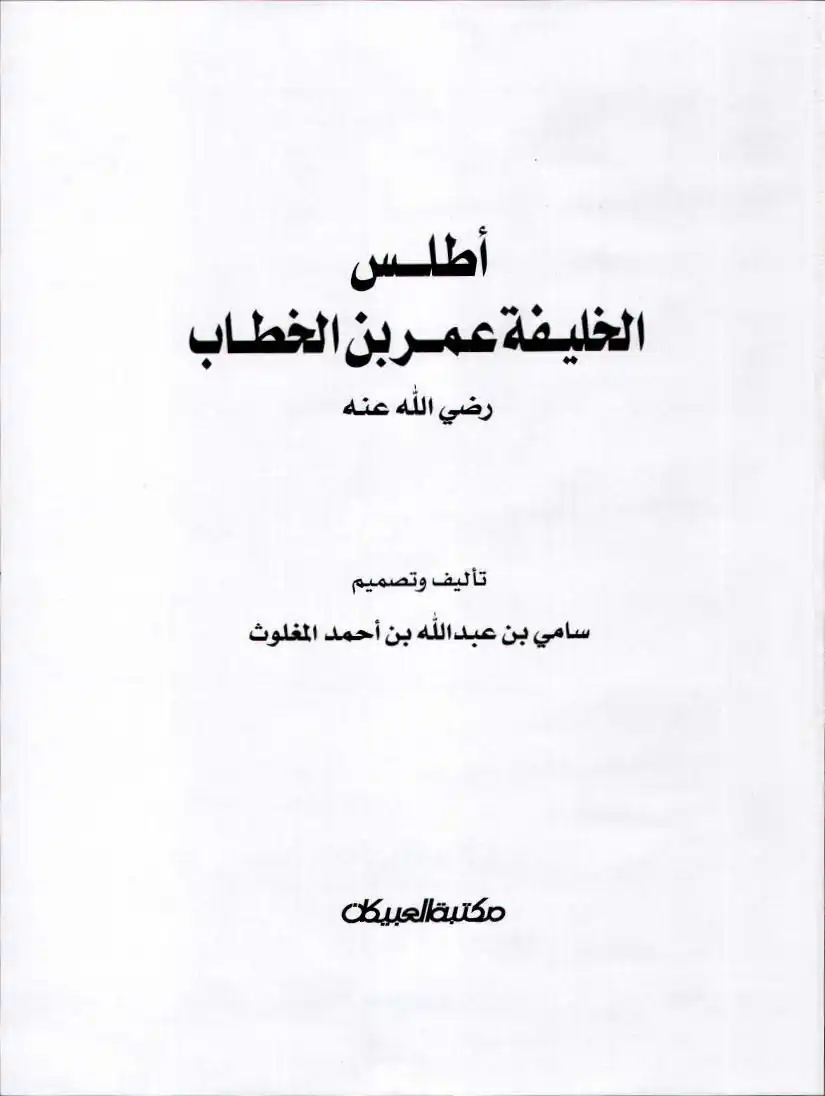 أطلس
الخليفة عمر بن الخطاب
رضي الله عنه
تأليف وتصميم
سامي بن عبدالله بن أحمد المغلوث
مكتبة العبيكان